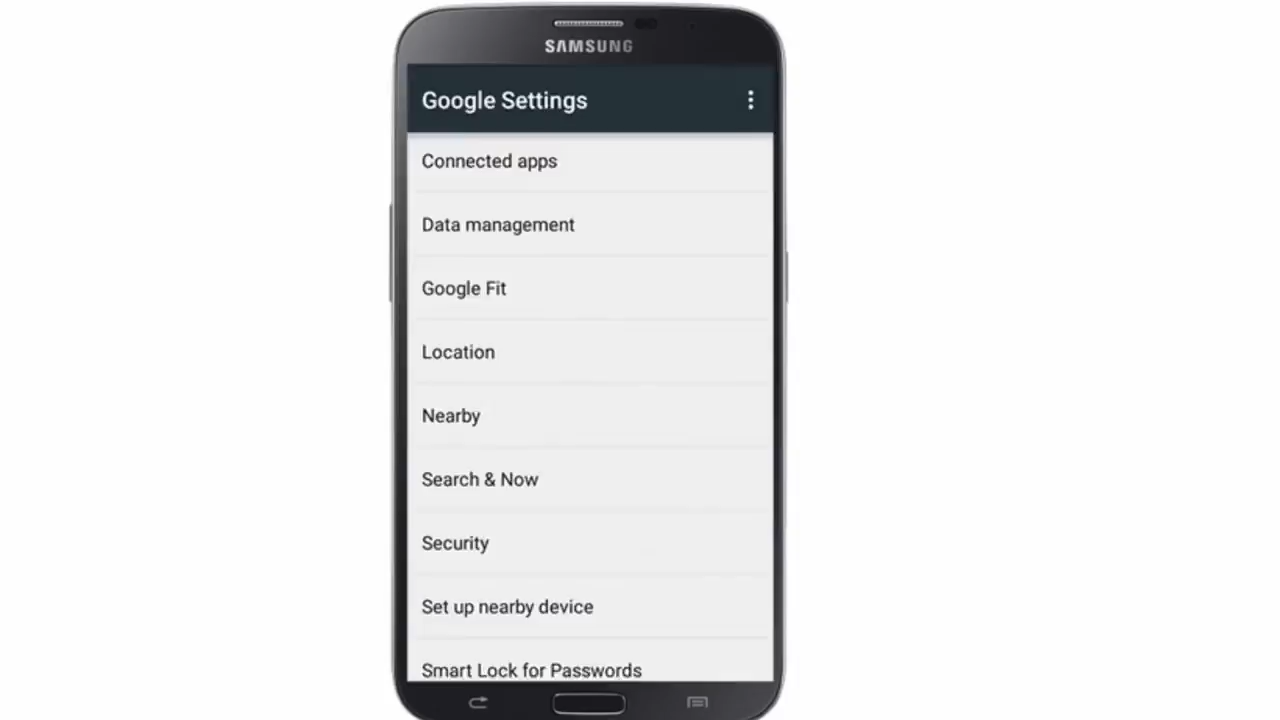 SAMSUNG
Google Settings
Connected apps
Data management
Google Fit
Location
Nearby
Search & Now
Security
Set up nearby device
Smart Lock for Passwords